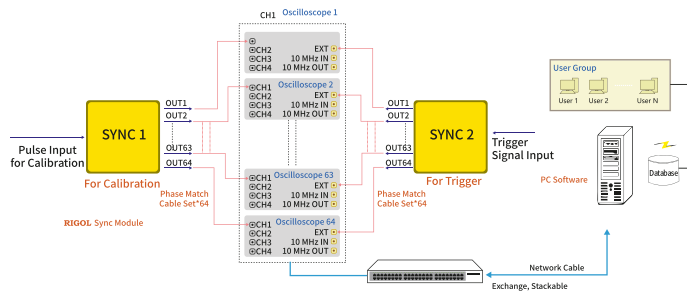 CH1 Oscilloscope 1
EXT
CH2
10 MHz IN
CH3
10 MHz OUT
CH4
Oscilloscope 2
CH1
EXT
CH2
10 MHz IN
CH3
10 MHz OUT
CH4
Oscilloscope 63
CH1
EXT
CH2
10 MHz IN
CH3
10 MHz OUT
CH4
Oscilloscope 64
CH1
EXT
CH2
10 MHz IN
CH3
10 MHz OUT
CH4
Pulse Input
for Calibration
SYNC 1
For Calibration
OUT1
OUT2
OUT63
OUT64
Phase Match
Cable Set*64
RIGOL Sync Module
OUT1
OUT2
OUT63
OUT64
Phase Match
Cable Set*64
SYNC 2
For Trigger
Trigger
Signal Input
User Group
User 1 User 2 User N
PC Software
Database
Network Cable
Exchange, Stackable